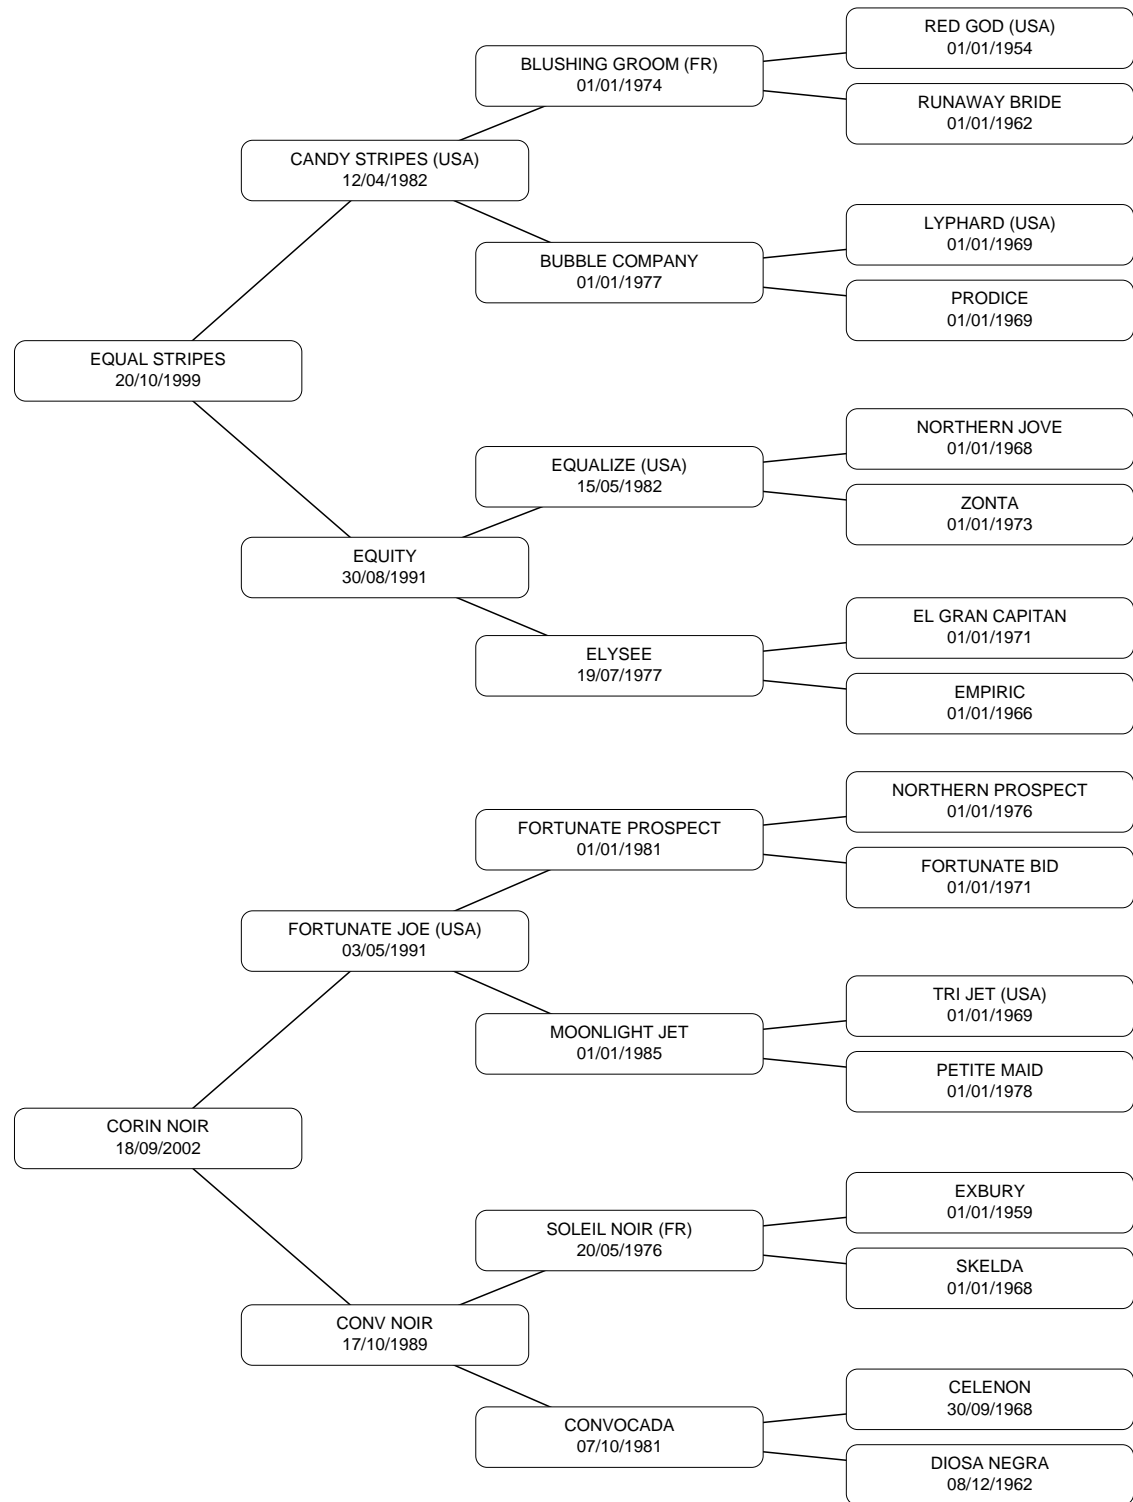 RED GOD (USA)
01/01/1954
BLUSHING GROOM (FR)
01/01/1974
RUNAWAY BRIDE
01/01/1962
CANDY STRIPES (USA)
12/04/1982
LYPHARD (USA)
01/01/1969
BUBBLE COMPANY
01/01/1977
PRODICE
01/01/1969
EQUAL STRIPES
20/10/1999
NORTHERN JOVE
01/01/1968
EQUALIZE (USA)
15/05/1982
ZONTA
01/01/1973
EQUITY
30/08/1991
EL GRAN CAPITAN
01/01/1971
ELYSEE
19/07/1977
EMPIRIC
01/01/1966
NORTHERN PROSPECT
01/01/1976
FORTUNATE PROSPECT
01/01/1981
FORTUNATE BID
01/01/1971
FORTUNATE JOE (USA)
03/05/1991
TRI JET (USA)
01/01/1969
MOONLIGHT JET
01/01/1985
PETITE MAID
01/01/1978
CORIN NOIR
18/09/2002
EXBURY
01/01/1959
SOLEIL NOIR (FR)
20/05/1976
SKELDA
01/01/1968
CONV NOIR
17/10/1989
CELENON
30/09/1968
CONVOCADA
07/10/1981
DIOSA NEGRA
08/12/1962